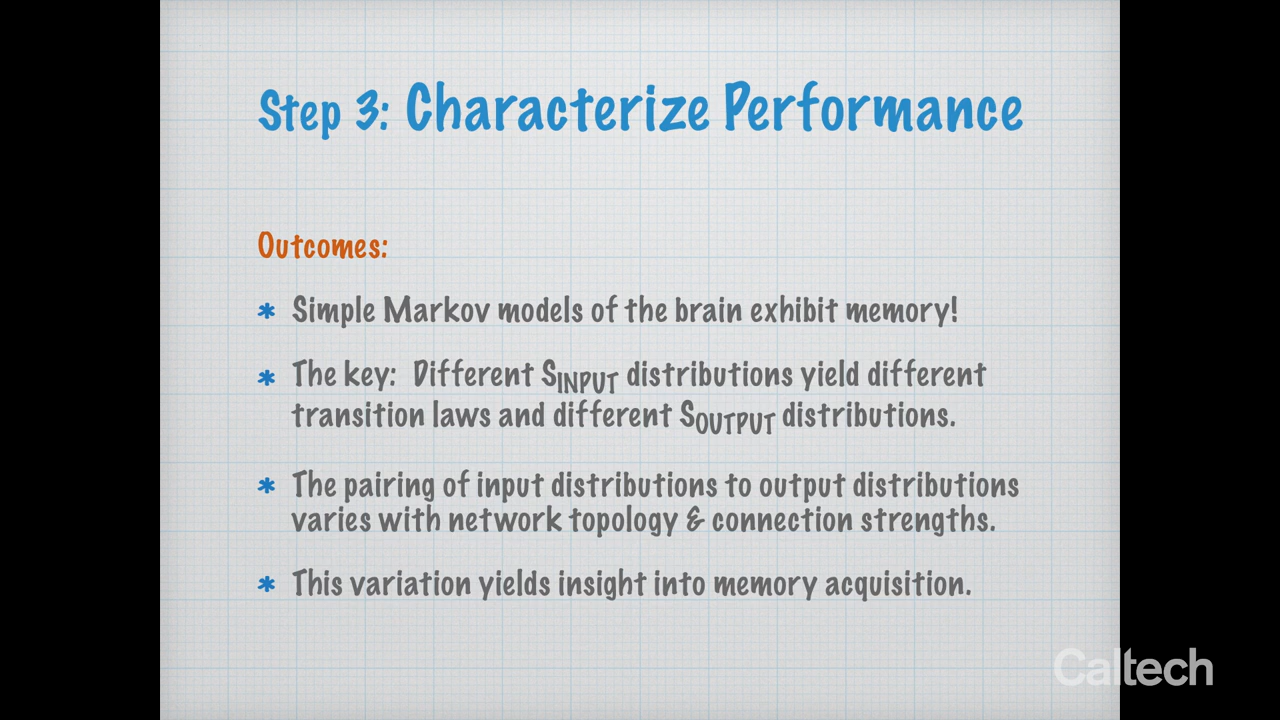 Step 3: Characterize Performance
Outcomes:
* Simple Markov models of the brain exhibit memory!
* The key: Different SINPUT distributions yield different
transition laws and different SOUTPUT distributions.
* The pairing of input distributions to output distributions
varies with network topology & connection strengths.
* This variation yields insight into memory acquisition.
Caltech